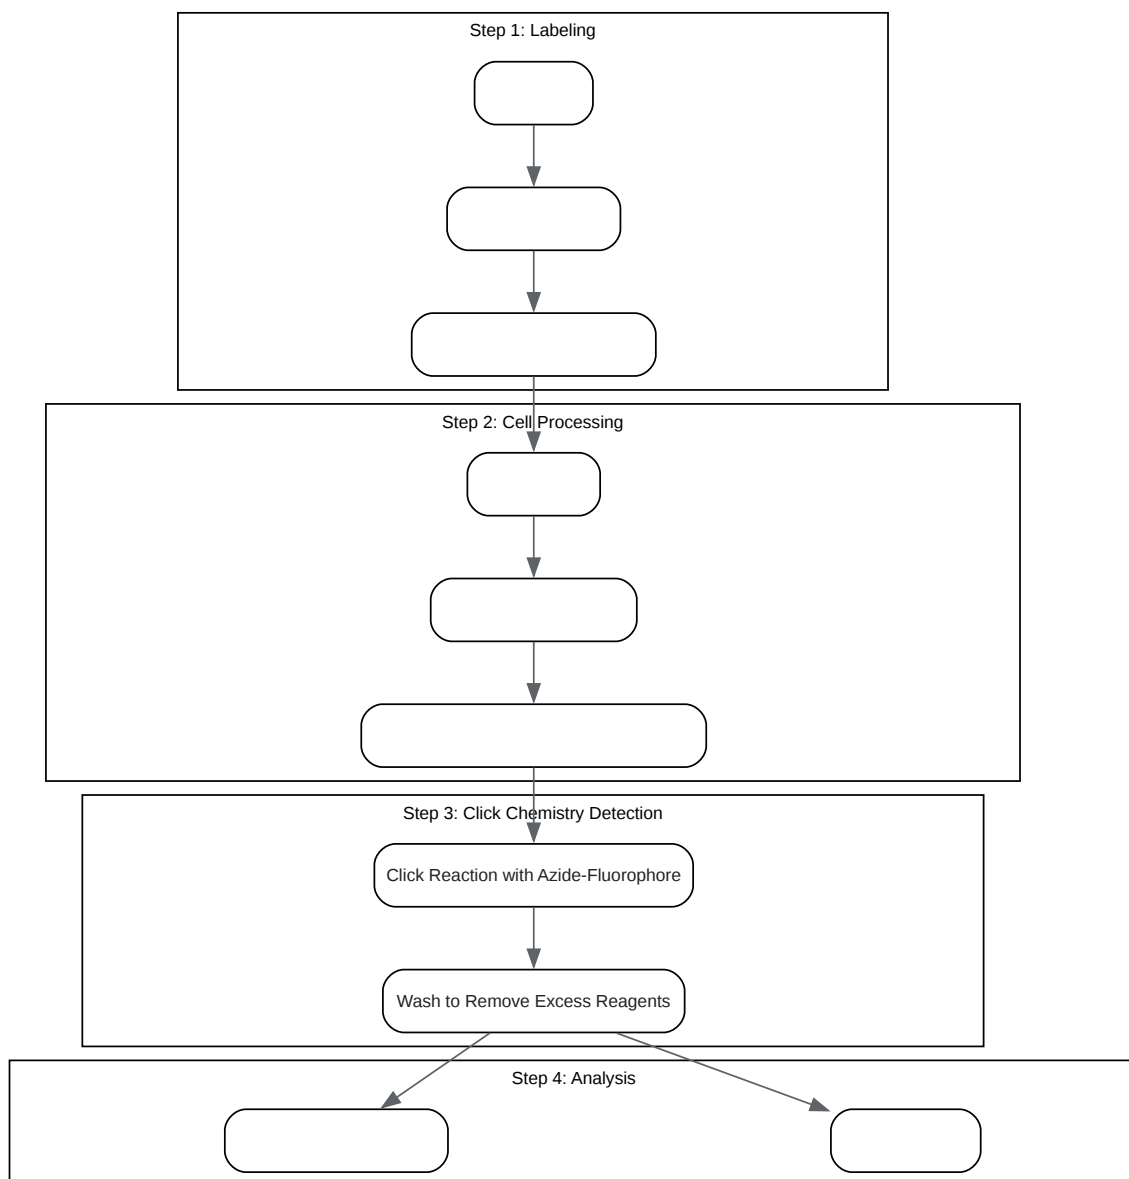 Step 1: Labeling
Step 2: Cell Processing
Step 3: Click Chemistry Detection
Click Reaction with Azide-Fluorophore
Wash to Remove Excess Reagents
Step 4: Analysis